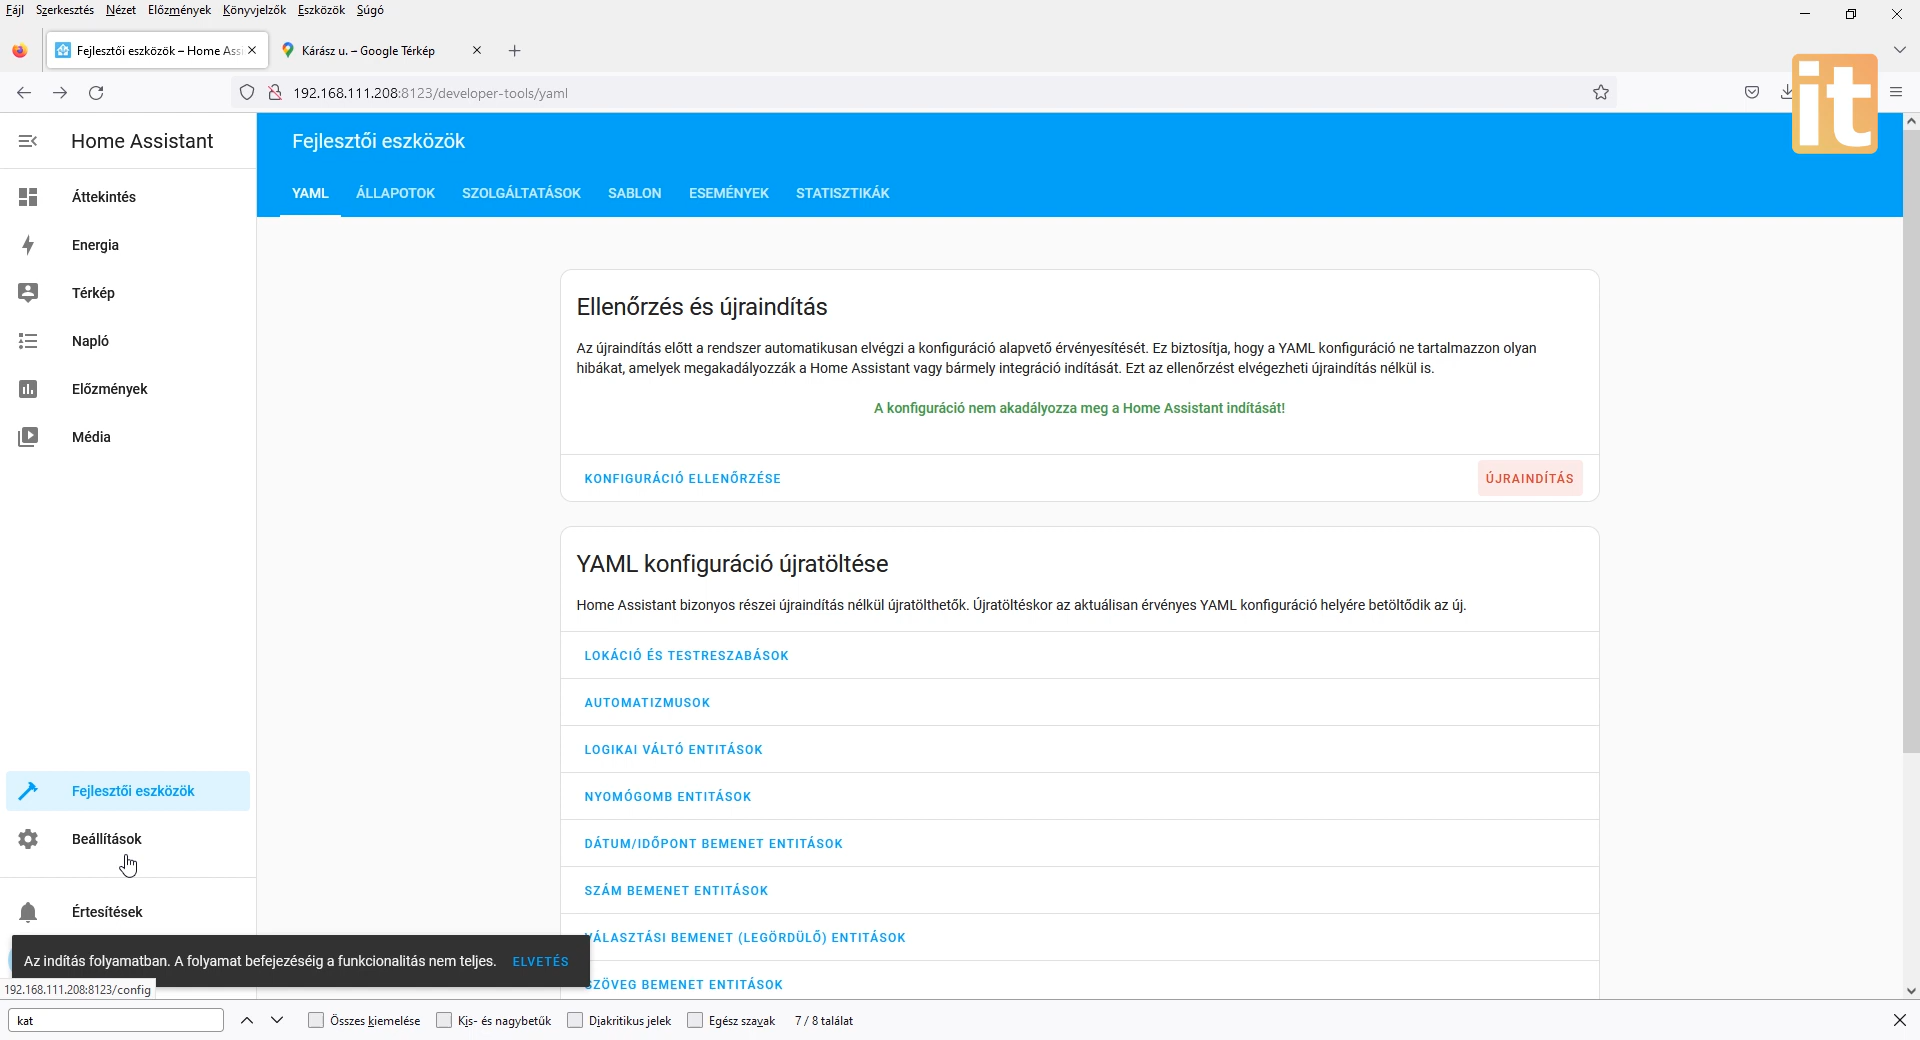 Fájl Szerkesztés Nézet Előzmények Könyvjelzők Eszközök Súgó
Fejlesztői eszközök – Home Ass
Kárász u. – Google Térkép
192.168.111.208:8123/developer-tools/yaml
it
Home Assistant
Fejlesztői eszközök
YAML ÁLLAPOTOK SZOLGÁLTATÁSOK SABLON ESEMÉNYEK STATISZTIKÁK
Áttekintés
Energia
Térkép
Napló
Előzmények
Média
Fejlesztői eszközök
Beállítások
Értesítések
Ellenőrzés és újraindítás
Az újraindítás előtt a rendszer automatikusan elvégzi a konfiguráció alapvető érvényesítését. Ez biztosítja, hogy a YAML konfiguráció ne tartalmazzon olyan
hibákat, amelyek megakadályozzák a Home Assistant vagy bármely integráció indítását. Ezt az ellenőrzést elvégezheti újraindítás nélkül is.
A konfiguráció nem akadályozza meg a Home Assistant indítását!
KONFIGURÁCIÓ ELLENŐRZÉSE
ÚJRAINDÍTÁS
YAML konfiguráció újratöltése
Home Assistant bizonyos részei újraindítás nélkül újratölthetők. Újratöltéskor az aktuálisan érvényes YAML konfiguráció helyére betöltődik az új.
LOKÁCIÓ ÉS TESTRESZABÁSOK
AUTOMATIZMUSOK
LOGIKAI VÁLTÓ ENTITÁSOK
NYOMÓGOMB ENTITÁSOK
DÁTUM/IDŐPONT BEMENET ENTITÁSOK
SZÁM BEMENET ENTITÁSOK
VÁLASZTÁSI BEMENET (LEGÖRDÜLŐ) ENTITÁSOK
SZÖVEG BEMENET ENTITÁSOK
Az indítás folyamatban. A folyamat befejezéséig a funkcionalitás nem teljes. ELVETÉS
192.168.111.208:8123/config
kat
Összes kiemelése
Kis- és nagybetűk
Djakritikus jelek
Egész szavak
7 / 8 találat